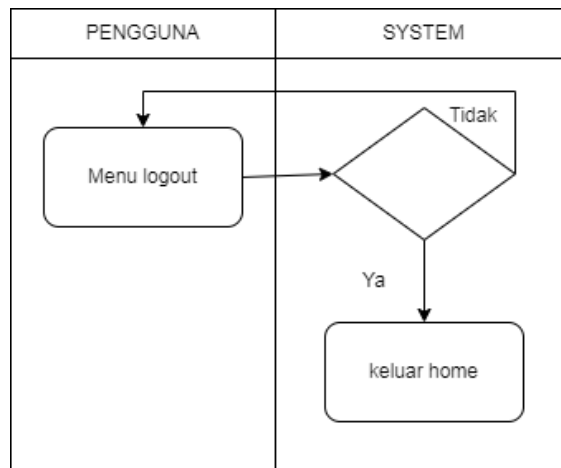 PENGGUNA
SYSTEM
Tidak
Menu logout
Ya
keluar home